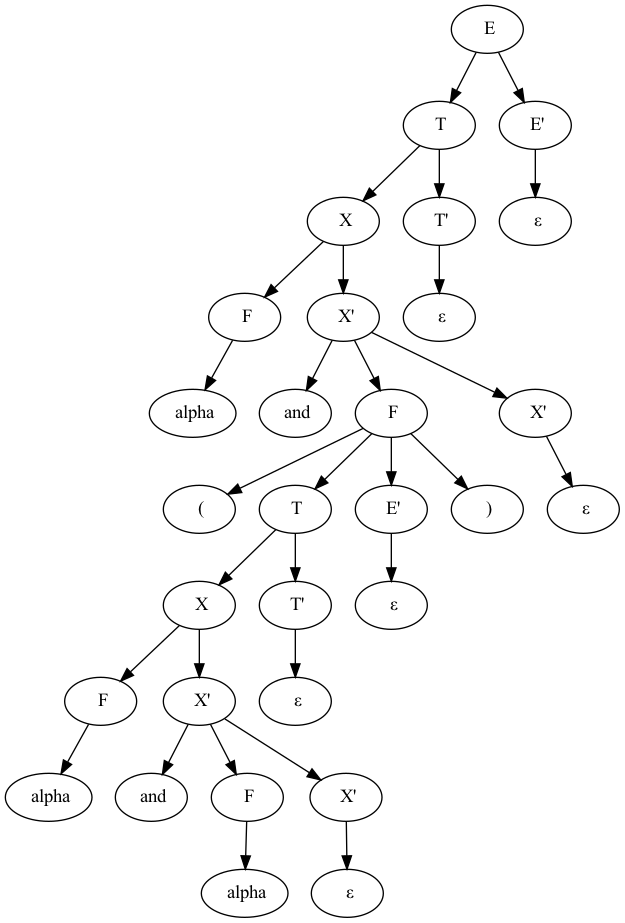 E
T E'
X T' ε
F X' ε
alpha and F X'
( T E' ) ε
X T' ε
F X' ε
alpha and F X'
alpha ε